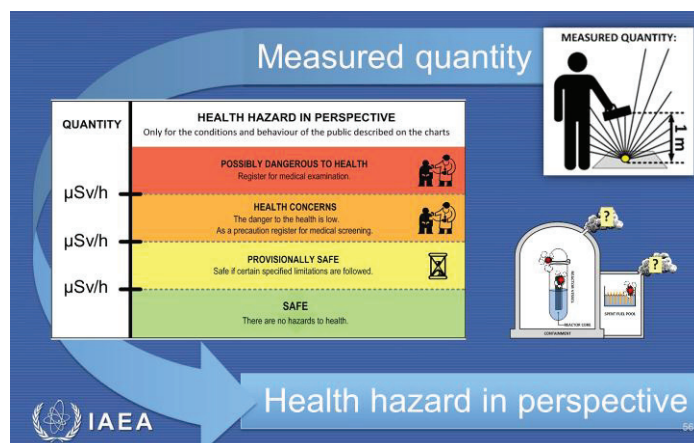 Measured quantity
MEASURED QUANTITY:
1 m
QUANTITY
HEALTH HAZARD IN PERSPECTIVE
Only for the conditions and behaviour of the public described on the charts
POSSIBLY DANGEROUS TO HEALTH
Register for medical examination.
µSv/h
HEALTH CONCERNS
The danger to the health is low.
As a precaution register for medical screening.
µSv/h
PROVISIONALLY SAFE
Safe if certain specified limitations are followed.
µSv/h
SAFE
There are no hazards to health.
?
?
REACTOR CORE
CONTAINMENT
SPENT FUEL POOL
Health hazard in perspective
IAEA